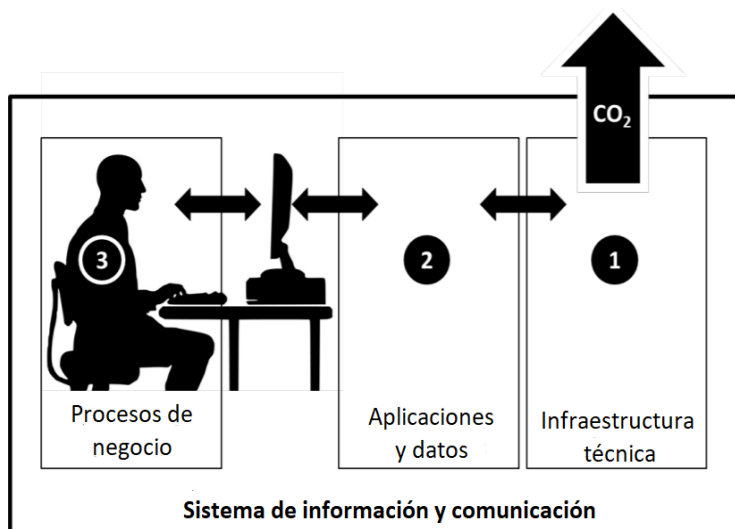 CO₂
3
2
1
Procesos de
negocio
Aplicaciones
y datos
Infraestructura
técnica
Sistema de información y comunicación